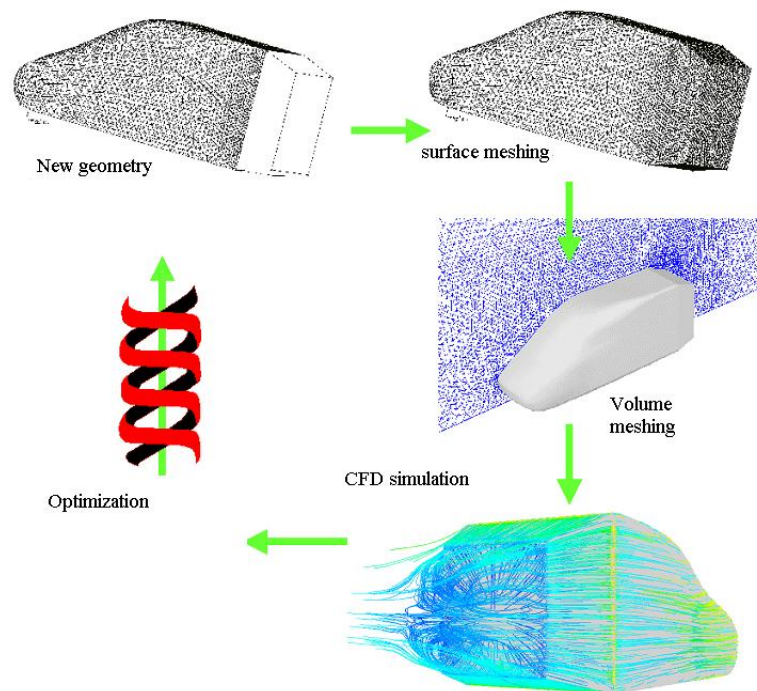 New geometry
surface meshing
Volume
meshing
CFD simulation
Optimization